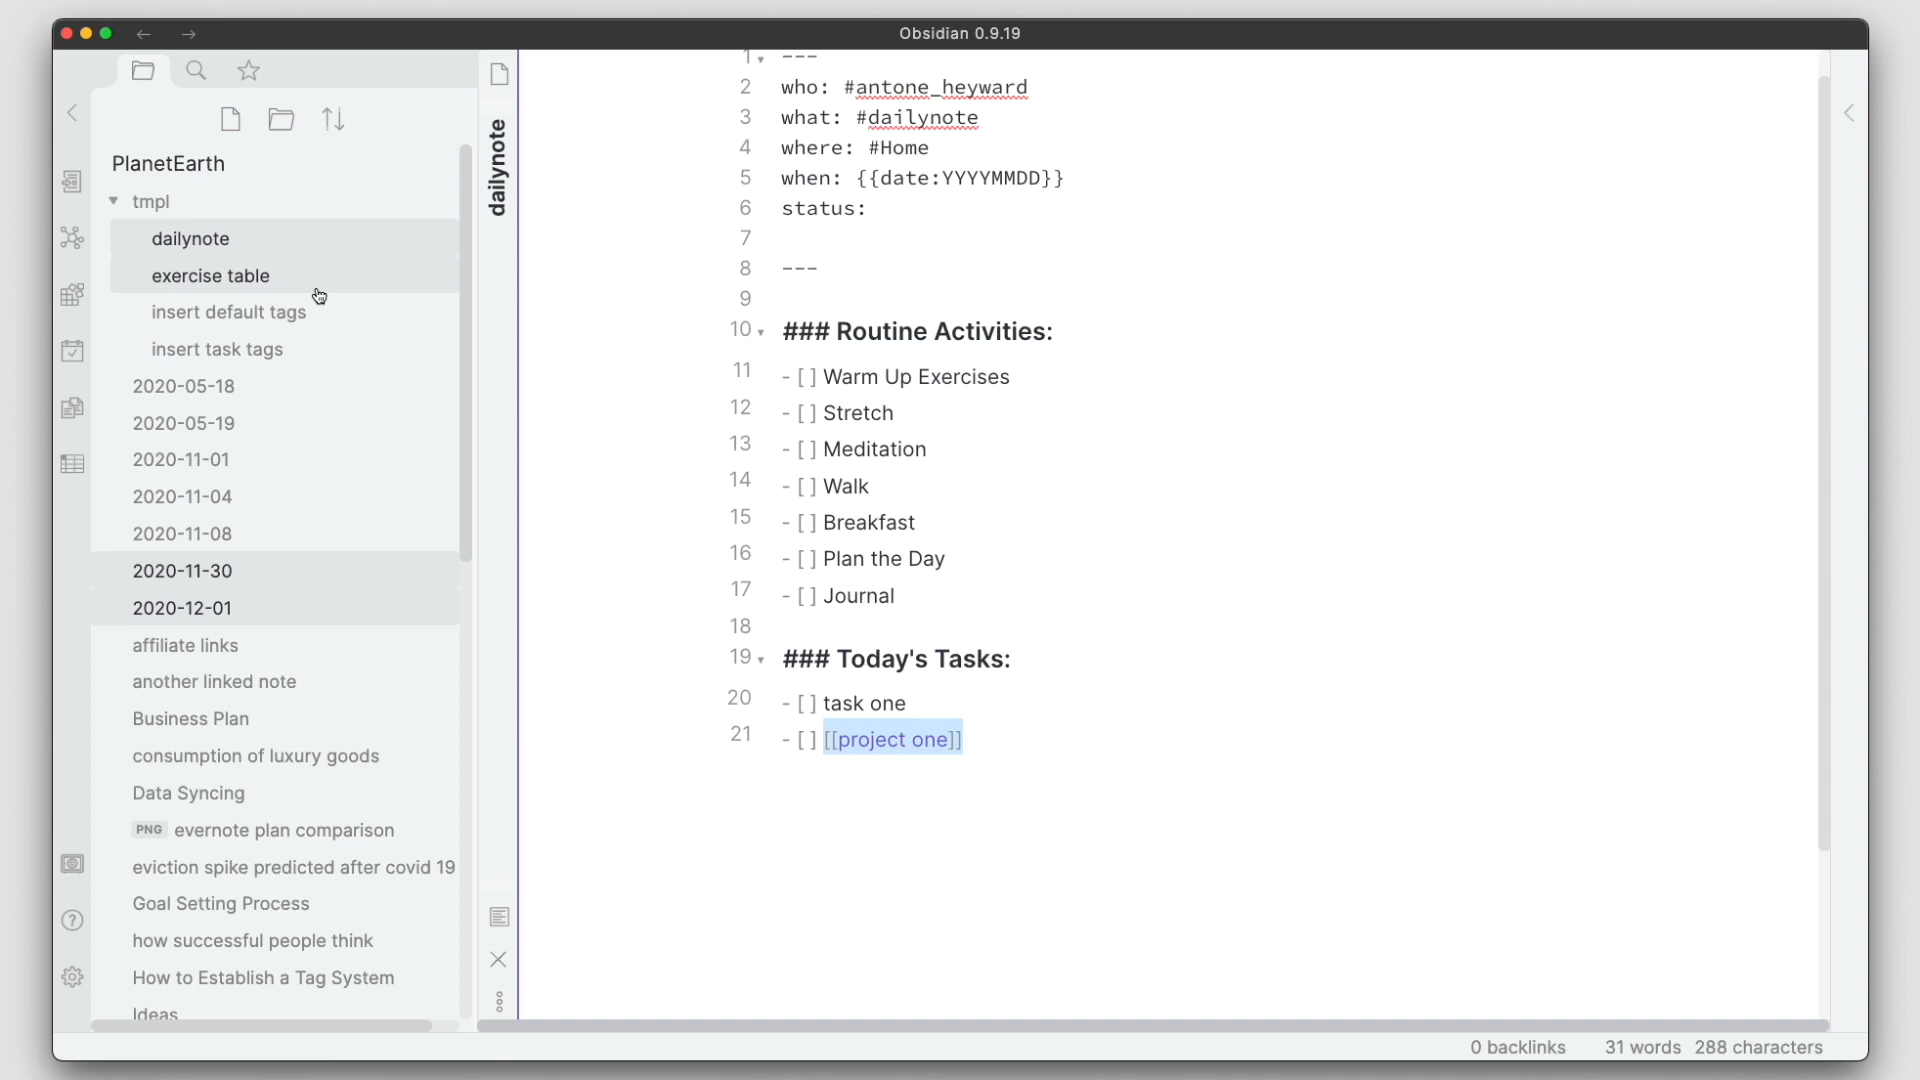 Obsidian 0.9.19
PlanetEarth
tmpl
dailynote
exercise table
insert default tags
insert task tags
2020-05-18
2020-05-19
2020-11-01
2020-11-04
2020-11-08
2020-11-30
2020-12-01
affiliate links
another linked note
Business Plan
consumption of luxury goods
Data Syncing
PNG evernote plan comparison
eviction spike predicted after covid 19
Goal Setting Process
how successful people think
How to Establish a Tag System
Ideas
dailynote
1 ---
2 who: #antone_heyward
3 what: #dailynote
4 where: #Home
5 when: {{date:YYYYMMDD}}
6 status:
7
8 ---
9
10 ### Routine Activities:
11 - [ ] Warm Up Exercises
12 - [ ] Stretch
13 - [ ] Meditation
14 - [ ] Walk
15 - [ ] Breakfast
16 - [ ] Plan the Day
17 - [ ] Journal
18
19 ### Today's Tasks:
20 - [ ] task one
21 - [ ] [[project one]]
0 backlinks 31 words 288 characters